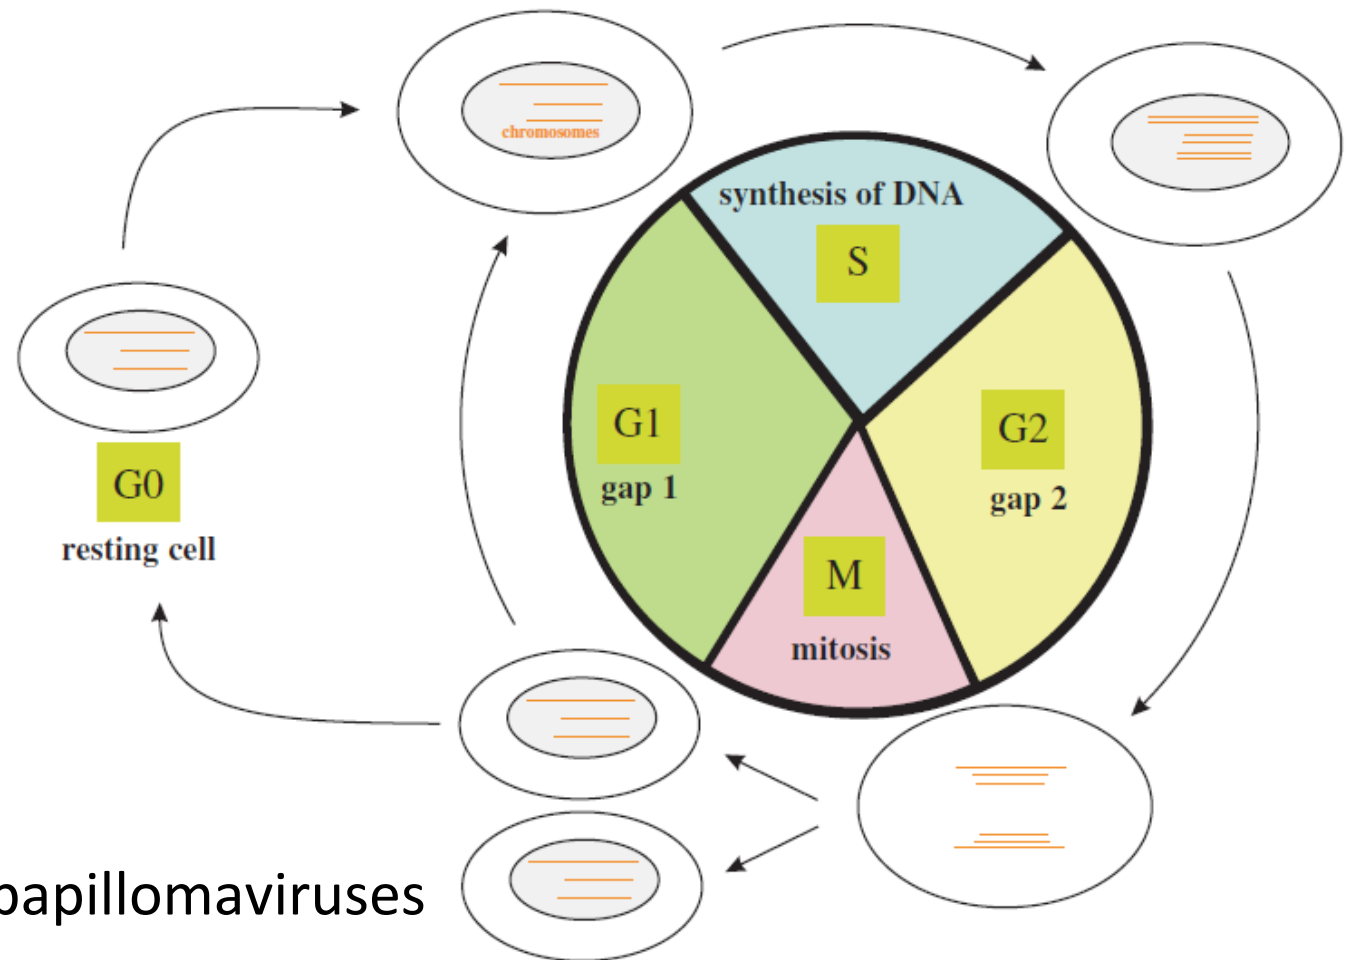 chromosomes
synthesis of DNA
S
G1
gap 1
G2
gap 2
G0
resting cell
M
mitosis
papillomaviruses